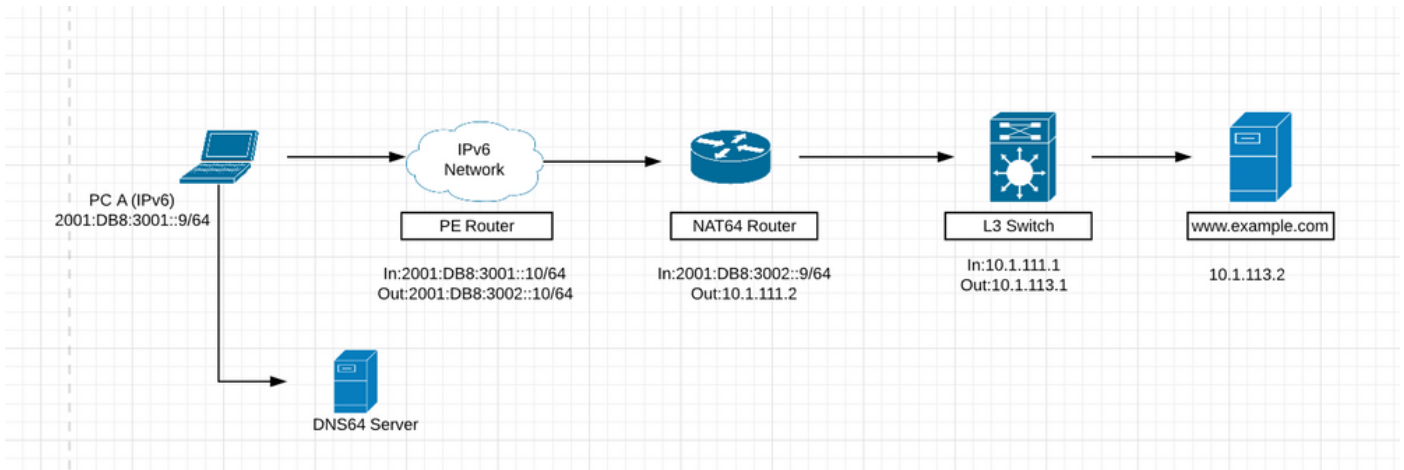 IPv6
Network
PC A (IPv6)
2001:DB8:3001::9/64
PE Router
NAT64 Router
L3 Switch
www.example.com
In:2001:DB8:3001::10/64
Out:2001:DB8:3002::10/64
In:2001:DB8:3002::9/64
Out:10.1.111.2
In:10.1.111.1
Out:10.1.113.1
10.1.113.2
DNS64 Server